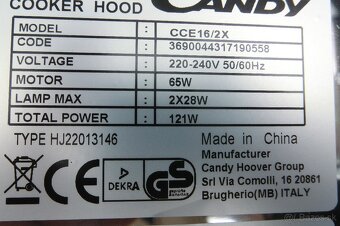 COOKER HOOD CANDY
MODEL CCE16/2X
CODE 3690044317190558
VOLTAGE 220-240V 50/60Hz
MOTOR 65W
LAMP MAX 2X28W
TOTAL POWER 121W
TYPE HJ22013146
Made in China
Manufacturer
Candy Hoover Group
Srl Via Comolli, 16 20861
Brugherio(MB) ITALY
CE
DEKRA
GS
bazos.sk